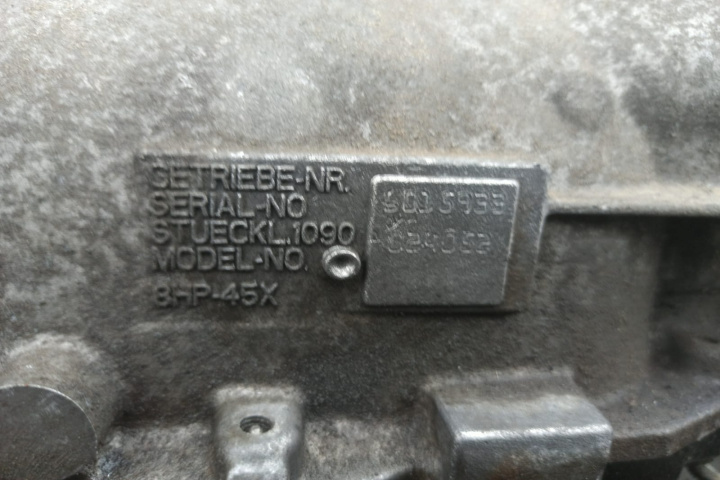 GETRIEBE-NR.
SERIAL-NO
STUECKL.1090
MODEL-NO.
8HP-45X